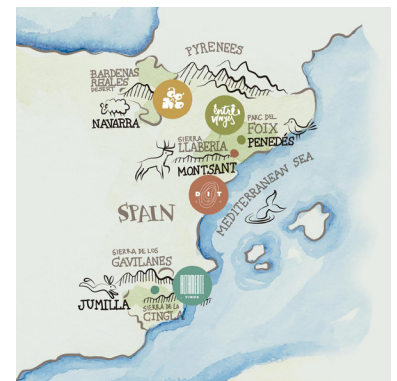 PYRENEES
BARDENAS
REALES
DESERT
NAVARRA
PARC DEL
FOIX
PENEDÈS
SIERRA
LLABERIA
MONTSANT
DIT
MEDITERRANEAN SEA
SPAIN
SIERRA DE LOS
GAVILANES
JUMILLA
SIERRA DE LA
CINGLA